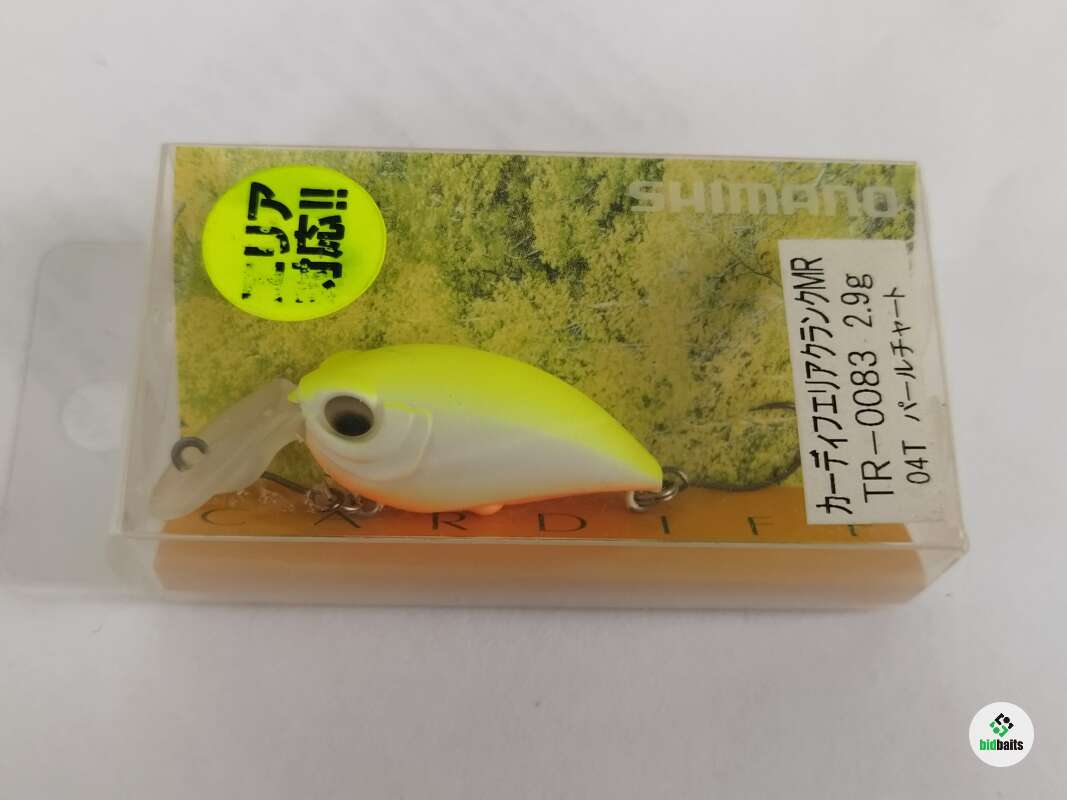 エリア
対応!!
SHIMANO
カーディフエリアクランクMR
TR-0083 2.9g
04T パールチャート
CARDIFF
bidbaits